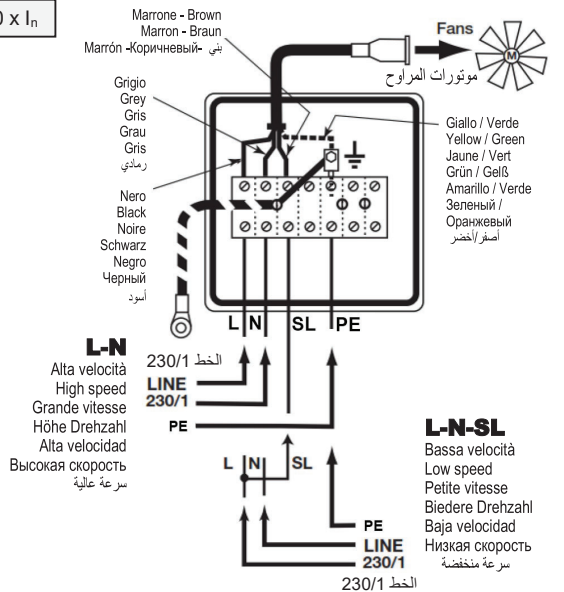 0 x In
Marrone - Brown
Marron - Braun
Marrón -Коричневый- بني
Fans
M
موتورات المراوح
Grigio
Grey
Gris
Grau
Gris
رمادي
Giallo / Verde
Yellow / Green
Jaune / Vert
Grün / Gelß
Amarillo / Verde
Зеленый /
Оранжевый
أصفر/أخضر
Nero
Black
Noire
Schwarz
Negro
Черный
أسود
L N SL PE
L-N
Alta velocità
High speed
Grande vitesse
Höhe Drehzahl
Alta velocidad
Высокая скорость
سرعة عالية
الخط 230/1
LINE
230/1
PE
L-N-SL
Bassa velocità
Low speed
Petite vitesse
Biedere Drehzahl
Baja velocidad
Низкая скорость
سرعة منخفضة
L N SL
PE
LINE
230/1
الخط 230/1